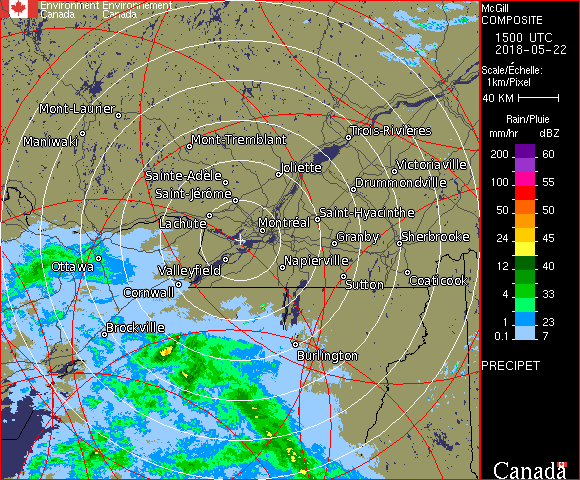 Environment Environnement
Canada Canada
McGill
COMPOSITE
1500 UTC
2018-05-22
Scale/Échelle:
1km/Pixel
40 KM
Rain/Pluie
mm/hr dBZ
200 60
150 57
100 55
50 50
24 45
12 40
4 33
1 23
0.1 7
PRECIPET
Canada
Mont-Laurier
Maniwaki
Mont-Tremblant
Trois-Rivières
Joliette
Victoriaville
Sainte-Adèle
Drummondville
Saint-Jérôme
Saint-Hyacinthe
Lachute
Montréal
Granby
Sherbrooke
Ottawa
Valleyfield
Napierville
Cornwall
Sutton
Coaticook
Brockville
Burlington